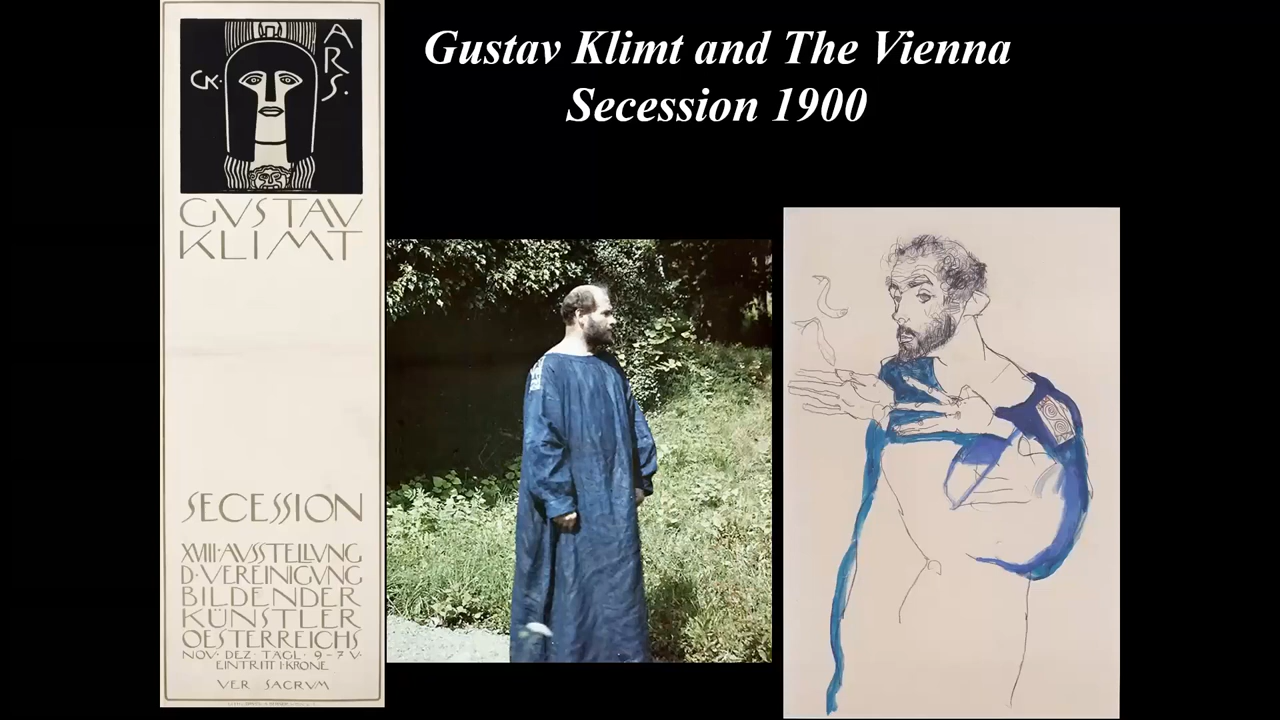 Gustav Klimt and The Vienna
Secession 1900
ARS.
GK.
GVSTAV
KLIMT
SECESSION
XVIII·AVSSTELLVNG
D·VEREINIGVNG
BILDENDER
KÜNSTLER
OESTERREICHS
NOV·DEZ·TAGL·9-7 V·
EINTRITT 1·KRONE
VER SACRVM